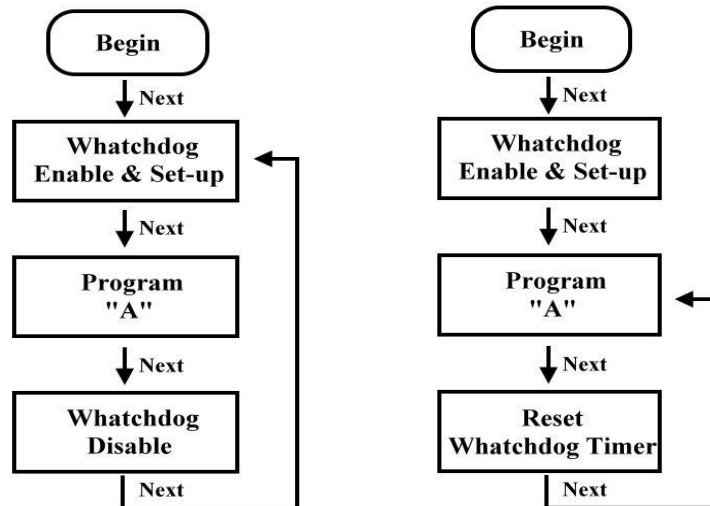 Begin
Next
Whatchdog
Enable & Set-up
Next
Program
"A"
Next
Whatchdog
Disable
Next
Begin
Next
Whatchdog
Enable & Set-up
Next
Program
"A"
Next
Reset
Whatchdog Timer
Next